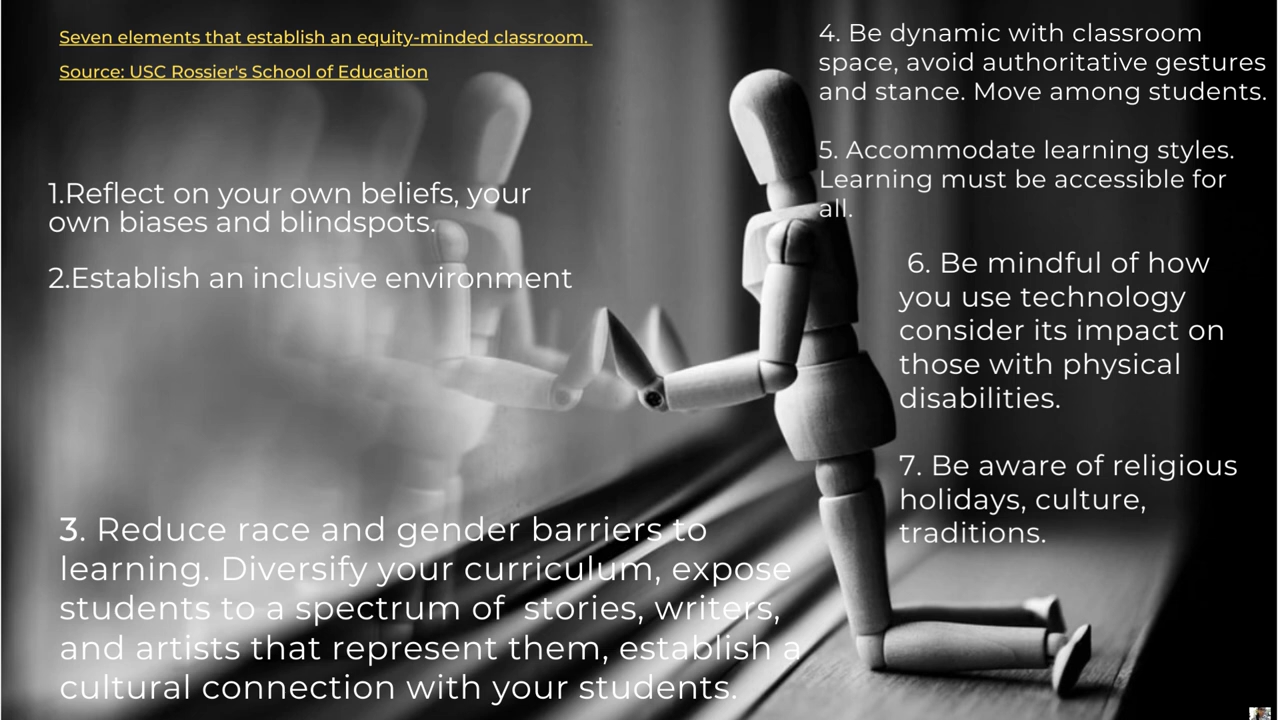 Seven elements that establish an equity-minded classroom.
Source: USC Rossier's School of Education
1.Reflect on your own beliefs, your
own biases and blindspots.
2.Establish an inclusive environment
3. Reduce race and gender barriers to
learning. Diversify your curriculum, expose
students to a spectrum of stories, writers,
and artists that represent them, establish a
cultural connection with your students.
4. Be dynamic with classroom
space, avoid authoritative gestures
and stance. Move among students.
5. Accommodate learning styles.
Learning must be accessible for
all.
6. Be mindful of how
you use technology
consider its impact on
those with physical
disabilities.
7. Be aware of religious
holidays, culture,
traditions.